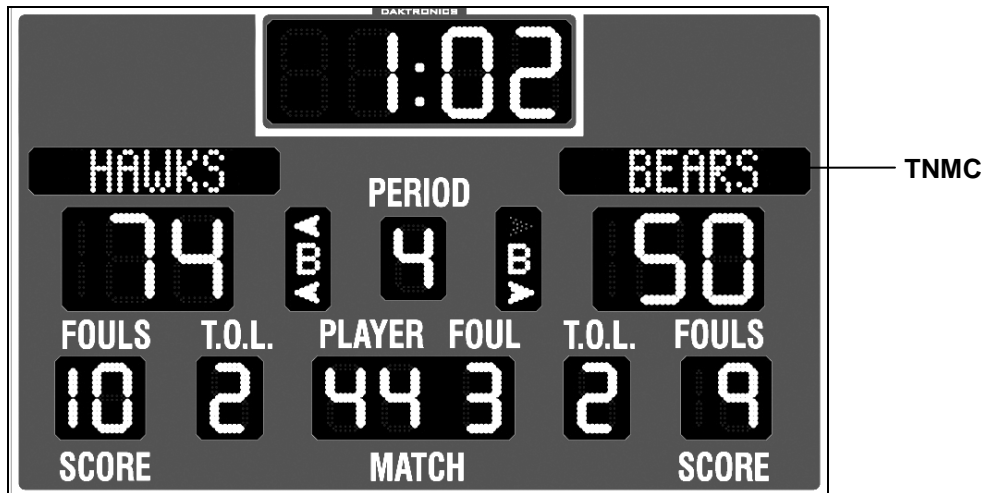 DAKTRONICS
1:02
HAWKS BEARS TNMC
PERIOD
74 B 4 B 50
FOULS T.O.L. PLAYER FOUL T.O.L. FOULS
10 2 44 3 2 9
SCORE MATCH SCORE